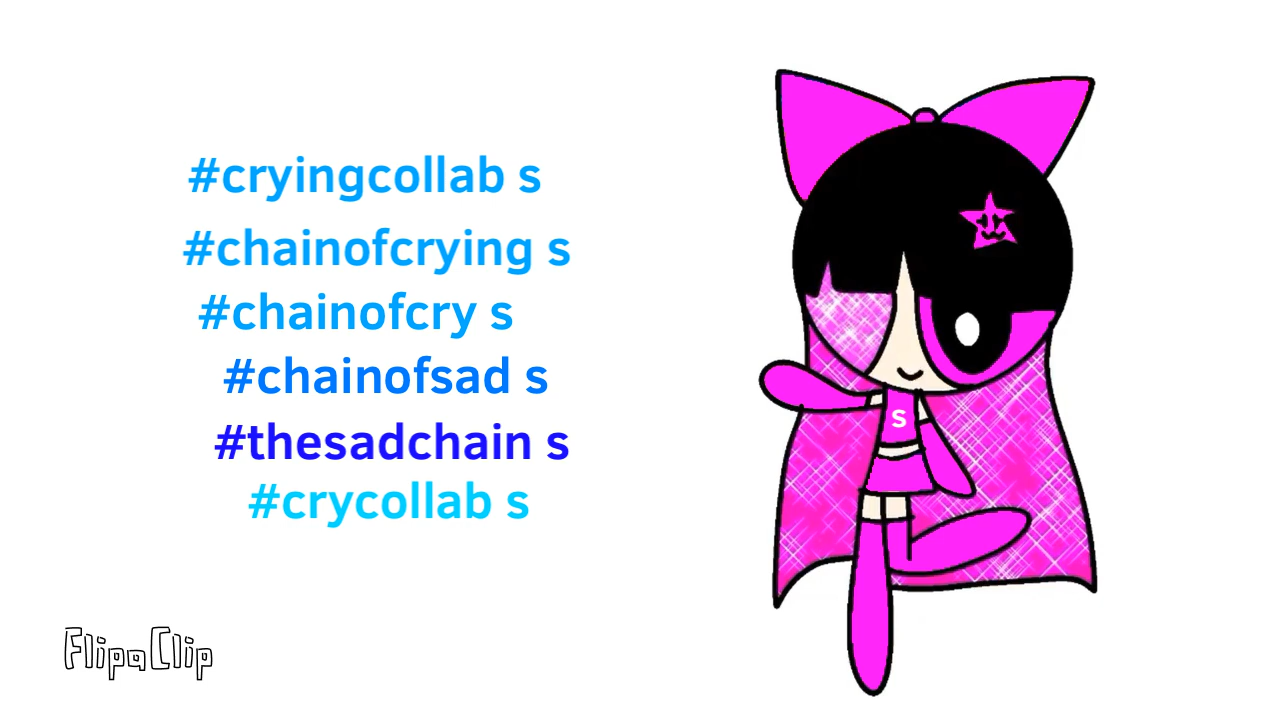 #cryingcollab s
#chainofcrying s
#chainofcry s
#chainofsad s
#thesadchain s
#crycollab s
S
FlipaClip